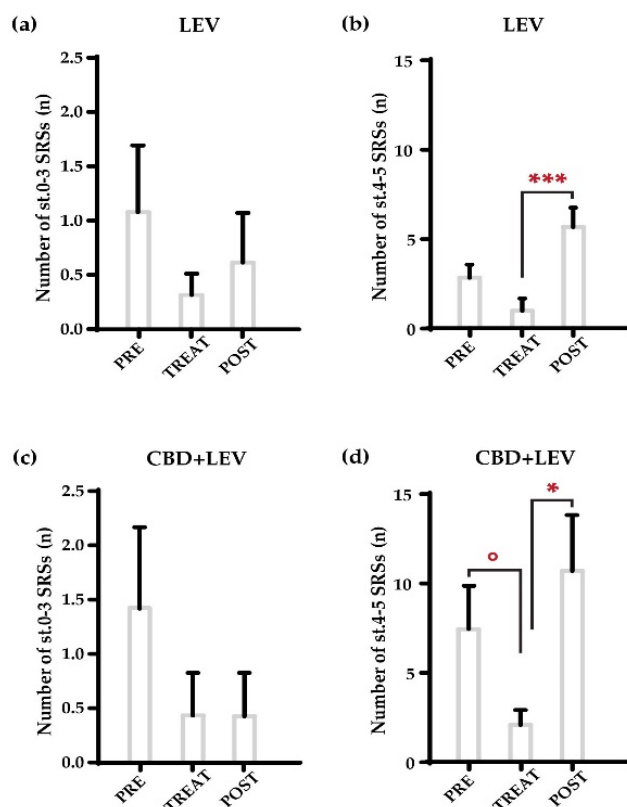 (a)
LEV
Number of st.0-3 SRSs (n)
2.5
2.0
1.5
1.0
0.5
0.0
PRE
TREAT
POST
(b)
LEV
Number of st.4-5 SRSs (n)
15
10
5
0
***
PRE
TREAT
POST
(c)
CBD+LEV
Number of st.0-3 SRSs (n)
2.5
2.0
1.5
1.0
0.5
0.0
PRE
TREAT
POST
(d)
CBD+LEV
Number of st.4-5 SRSs (n)
15
10
5
0
°
*
PRE
TREAT
POST